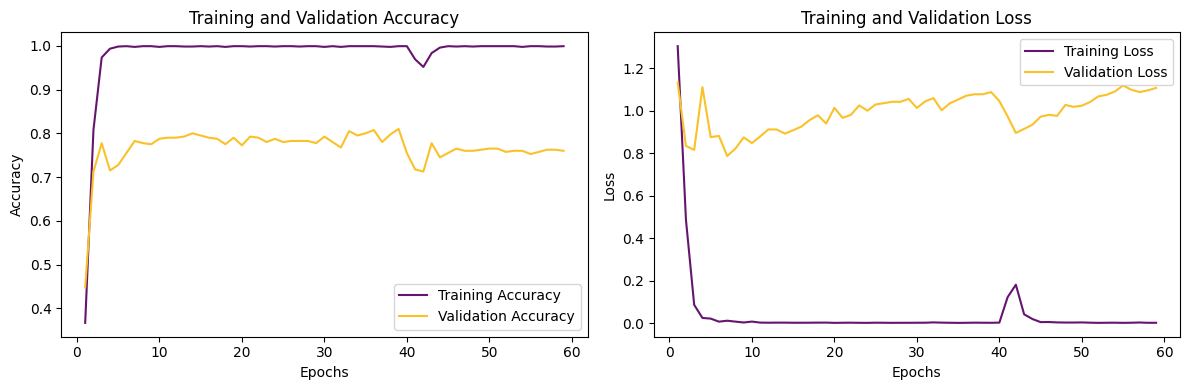 Training and Validation Accuracy
1.0
0.9
0.8
0.7
0.6
0.5
0.4
Accuracy
Training Accuracy
Validation Accuracy
0 10 20 30 40 50 60
Epochs
Training and Validation Loss
1.2
1.0
0.8
0.6
0.4
0.2
0.0
Loss
Training Loss
Validation Loss
0 10 20 30 40 50 60
Epochs